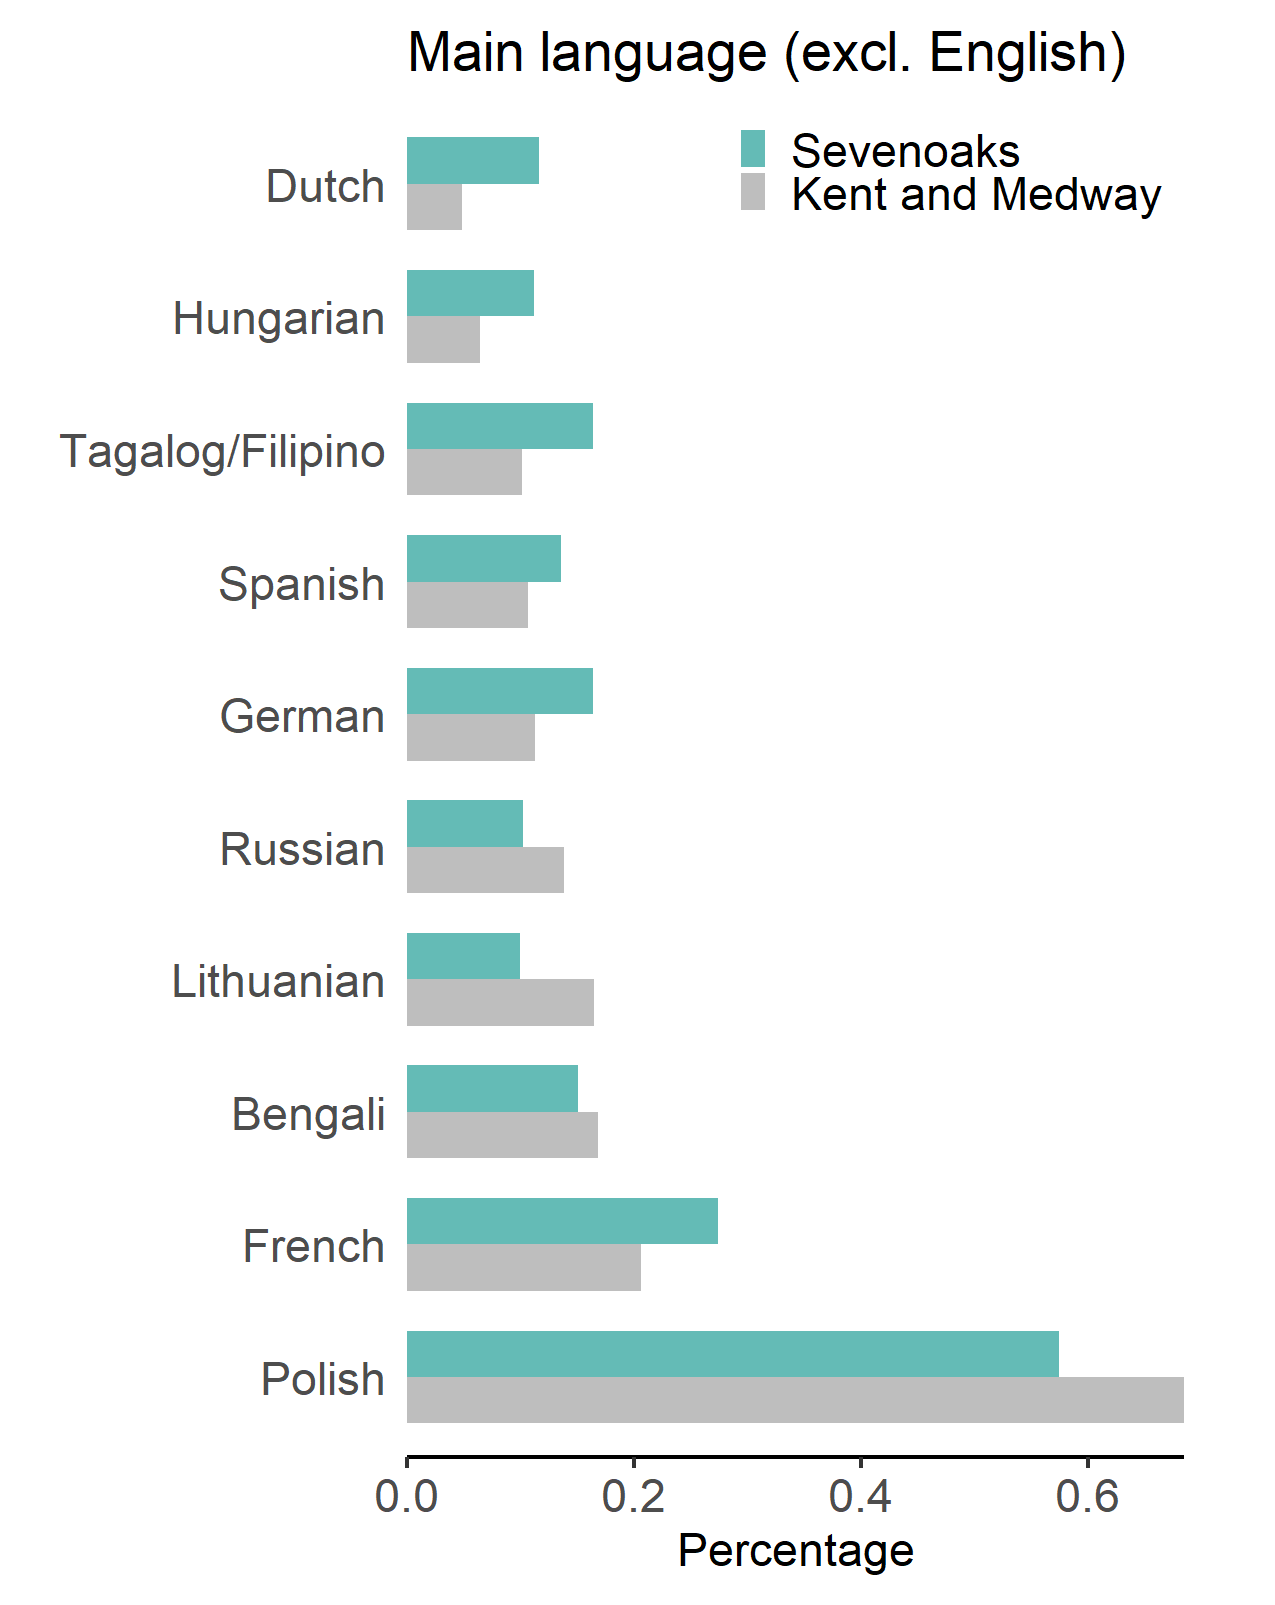 Main language (excl. English)
Sevenoaks
Kent and Medway
Dutch
Hungarian
Tagalog/Filipino
Spanish
German
Russian
Lithuanian
Bengali
French
Polish
0.0 0.2 0.4 0.6
Percentage